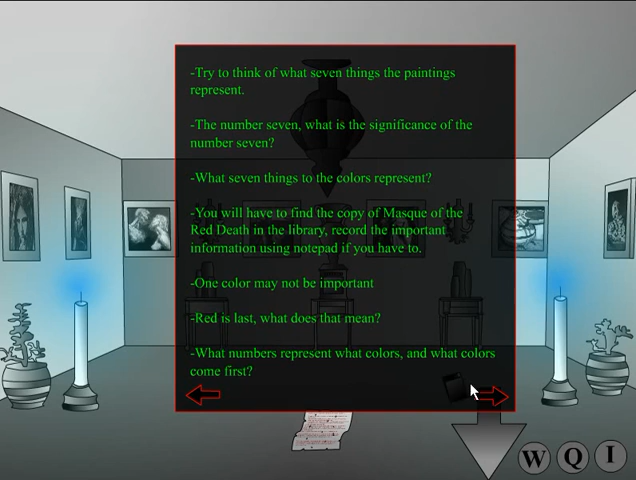 -Try to think of what seven things the paintings
represent.
-The number seven, what is the significance of the
number seven?
-What seven things to the colors represent?
-You will have to find the copy of Masque of the
Red Death in the library, record the important
information using notepad if you have to.
-One color may not be important
-Red is last, what does that mean?
-What numbers represent what colors, and what colors
come first?
W Q I